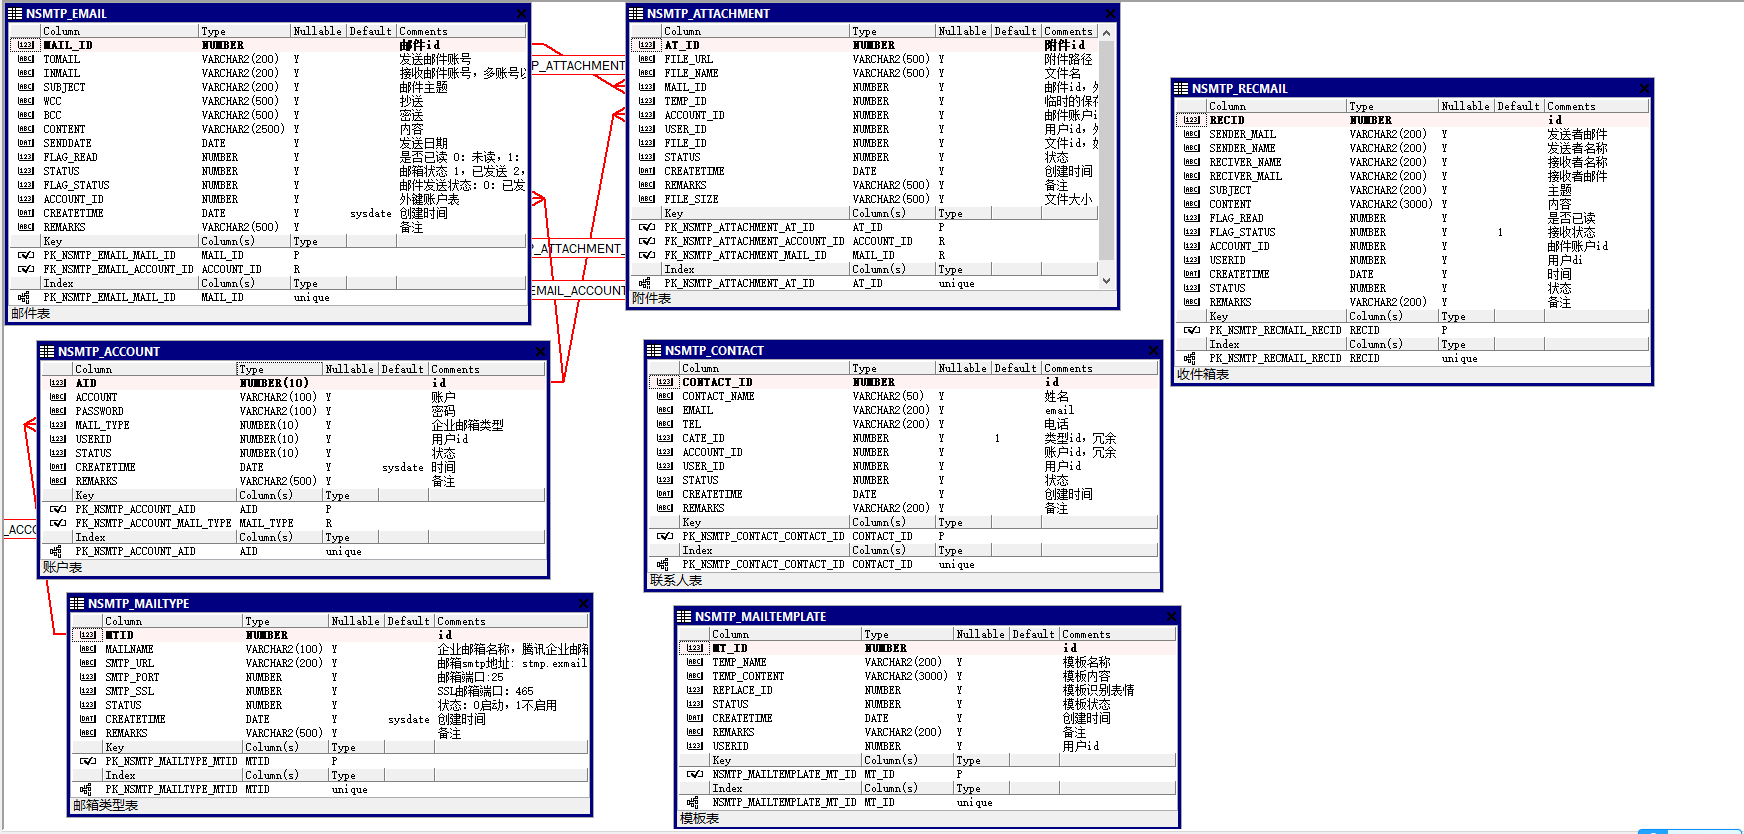 NSMTP_EMAIL
Column Type Nullable Default Comments
MAIL_ID NUMBER 邮件id
TOMAIL VARCHAR2(200) Y 发送邮件账号
INMAIL VARCHAR2(200) Y 接收邮件账号，多账号以
SUBJECT VARCHAR2(200) Y 邮件主题
WCC VARCHAR2(500) Y 抄送
BCC VARCHAR2(500) Y 密送
CONTENT VARCHAR2(2500) Y 内容
SENDDATE DATE Y 发送日期
FLAG_READ NUMBER Y 是否已读 0：未读，1：
STATUS NUMBER Y 邮箱状态 1，已发送 2，
FLAG_STATUS NUMBER Y 邮件发送状态：0：已发
ACCOUNT_ID NUMBER Y 外键账户表
CREATETIME DATE Y sysdate 创建时间
REMARKS VARCHAR2(500) Y 备注
Key Column(s) Type
PK_NSMTP_EMAIL_MAIL_ID MAIL_ID P
FK_NSMTP_EMAIL_ACCOUNT_ID ACCOUNT_ID R
Index Column(s) Type
PK_NSMTP_EMAIL_MAIL_ID MAIL_ID unique
邮件表
P_ATTACHMENT
P_ATTACHMENT_
EMAIL_ACCOUNT
NSMTP_ATTACHMENT
Column Type Nullable Default Comments
AT_ID NUMBER 附件id
FILE_URL VARCHAR2(500) Y 附件路径
FILE_NAME VARCHAR2(500) Y 文件名
MAIL_ID NUMBER Y 邮件id，外
TEMP_ID NUMBER Y 临时的保存
ACCOUNT_ID NUMBER Y 邮件账户i
USER_ID NUMBER Y 用户id，外
FILE_ID NUMBER Y 文件id，
STATUS NUMBER Y 状态
CREATETIME DATE Y 创建时间
REMARKS VARCHAR2(500) Y 备注
FILE_SIZE VARCHAR2(500) Y 文件大小
Key Column(s) Type
PK_NSMTP_ATTACHMENT_AT_ID AT_ID P
FK_NSMTP_ATTACHMENT_ACCOUNT_ID ACCOUNT_ID R
FK_NSMTP_ATTACHMENT_MAIL_ID MAIL_ID R
Index Column(s) Type
PK_NSMTP_ATTACHMENT_AT_ID AT_ID unique
附件表
NSMTP_RECMAIL
Column Type Nullable Default Comments
RECID NUMBER id
SENDER_MAIL VARCHAR2(200) Y 发送者邮件
SENDER_NAME VARCHAR2(200) Y 发送者名称
RECIVER_NAME VARCHAR2(200) Y 接收者名称
RECIVER_MAIL VARCHAR2(200) Y 接收者邮件
SUBJECT VARCHAR2(200) Y 主题
CONTENT VARCHAR2(3000) Y 内容
FLAG_READ NUMBER Y 是否已读
FLAG_STATUS NUMBER Y 1 接收状态
ACCOUNT_ID NUMBER Y 邮件账户id
USERID NUMBER Y 用户di
CREATETIME DATE Y 时间
STATUS NUMBER Y 状态
REMARKS VARCHAR2(200) Y 备注
Key Column(s) Type
PK_NSMTP_RECMAIL_RECID RECID P
Index Column(s) Type
PK_NSMTP_RECMAIL_RECID RECID unique
收件箱表
NSMTP_ACCOUNT
Column Type Nullable Default Comments
AID NUMBER(10) id
ACCOUNT VARCHAR2(100) Y 账户
PASSWORD VARCHAR2(100) Y 密码
MAIL_TYPE NUMBER(10) Y 企业邮箱类型
USERID NUMBER(10) Y 用户id
STATUS NUMBER(10) Y 状态
CREATETIME DATE Y sysdate 时间
REMARKS VARCHAR2(500) Y 备注
Key Column(s) Type
PK_NSMTP_ACCOUNT_AID AID P
FK_NSMTP_ACCOUNT_MAIL_TYPE MAIL_TYPE R
Index Column(s) Type
PK_NSMTP_ACCOUNT_AID AID unique
账户表
_ACCO
NSMTP_CONTACT
Column Type Nullable Default Comments
CONTACT_ID NUMBER id
CONTACT_NAME VARCHAR2(50) Y 姓名
EMAIL VARCHAR2(200) Y email
TEL VARCHAR2(200) Y 电话
CATE_ID NUMBER Y 1 类型id，冗余
ACCOUNT_ID NUMBER Y 账户id，冗余
USER_ID NUMBER Y 用户id
STATUS NUMBER Y 状态
CREATETIME DATE Y 创建时间
REMARKS VARCHAR2(200) Y 备注
Key Column(s) Type
PK_NSMTP_CONTACT_CONTACT_ID CONTACT_ID P
Index Column(s) Type
PK_NSMTP_CONTACT_CONTACT_ID CONTACT_ID unique
联系人表
NSMTP_MAILTYPE
Column Type Nullable Default Comments
MTID NUMBER id
MAILNAME VARCHAR2(100) Y 企业邮箱名称，腾讯企业邮箱
SMTP_URL VARCHAR2(200) Y 邮箱smtp地址: stmp.exmail
SMTP_PORT NUMBER Y 邮箱端口:25
SMTP_SSL NUMBER Y SSL邮箱端口：465
STATUS NUMBER Y 状态：0启动，1不启用
CREATETIME DATE Y sysdate 创建时间
REMARKS VARCHAR2(500) Y 备注
Key Column(s) Type
PK_NSMTP_MAILTYPE_MTID MTID P
Index Column(s) Type
PK_NSMTP_MAILTYPE_MTID MTID unique
邮箱类型表
NSMTP_MAILTEMPLATE
Column Type Nullable Default Comments
MT_ID NUMBER id
TEMP_NAME VARCHAR2(200) Y 模板名称
TEMP_CONTENT VARCHAR2(3000) Y 模板内容
REPLACE_ID NUMBER Y 模板识别表情
STATUS NUMBER Y 模板状态
CREATETIME DATE Y 创建时间
REMARKS VARCHAR2(200) Y 备注
USERID NUMBER Y 用户id
Key Column(s) Type
NSMTP_MAILTEMPLATE_MT_ID MT_ID P
Index Column(s) Type
NSMTP_MAILTEMPLATE_MT_ID MT_ID unique
模板表